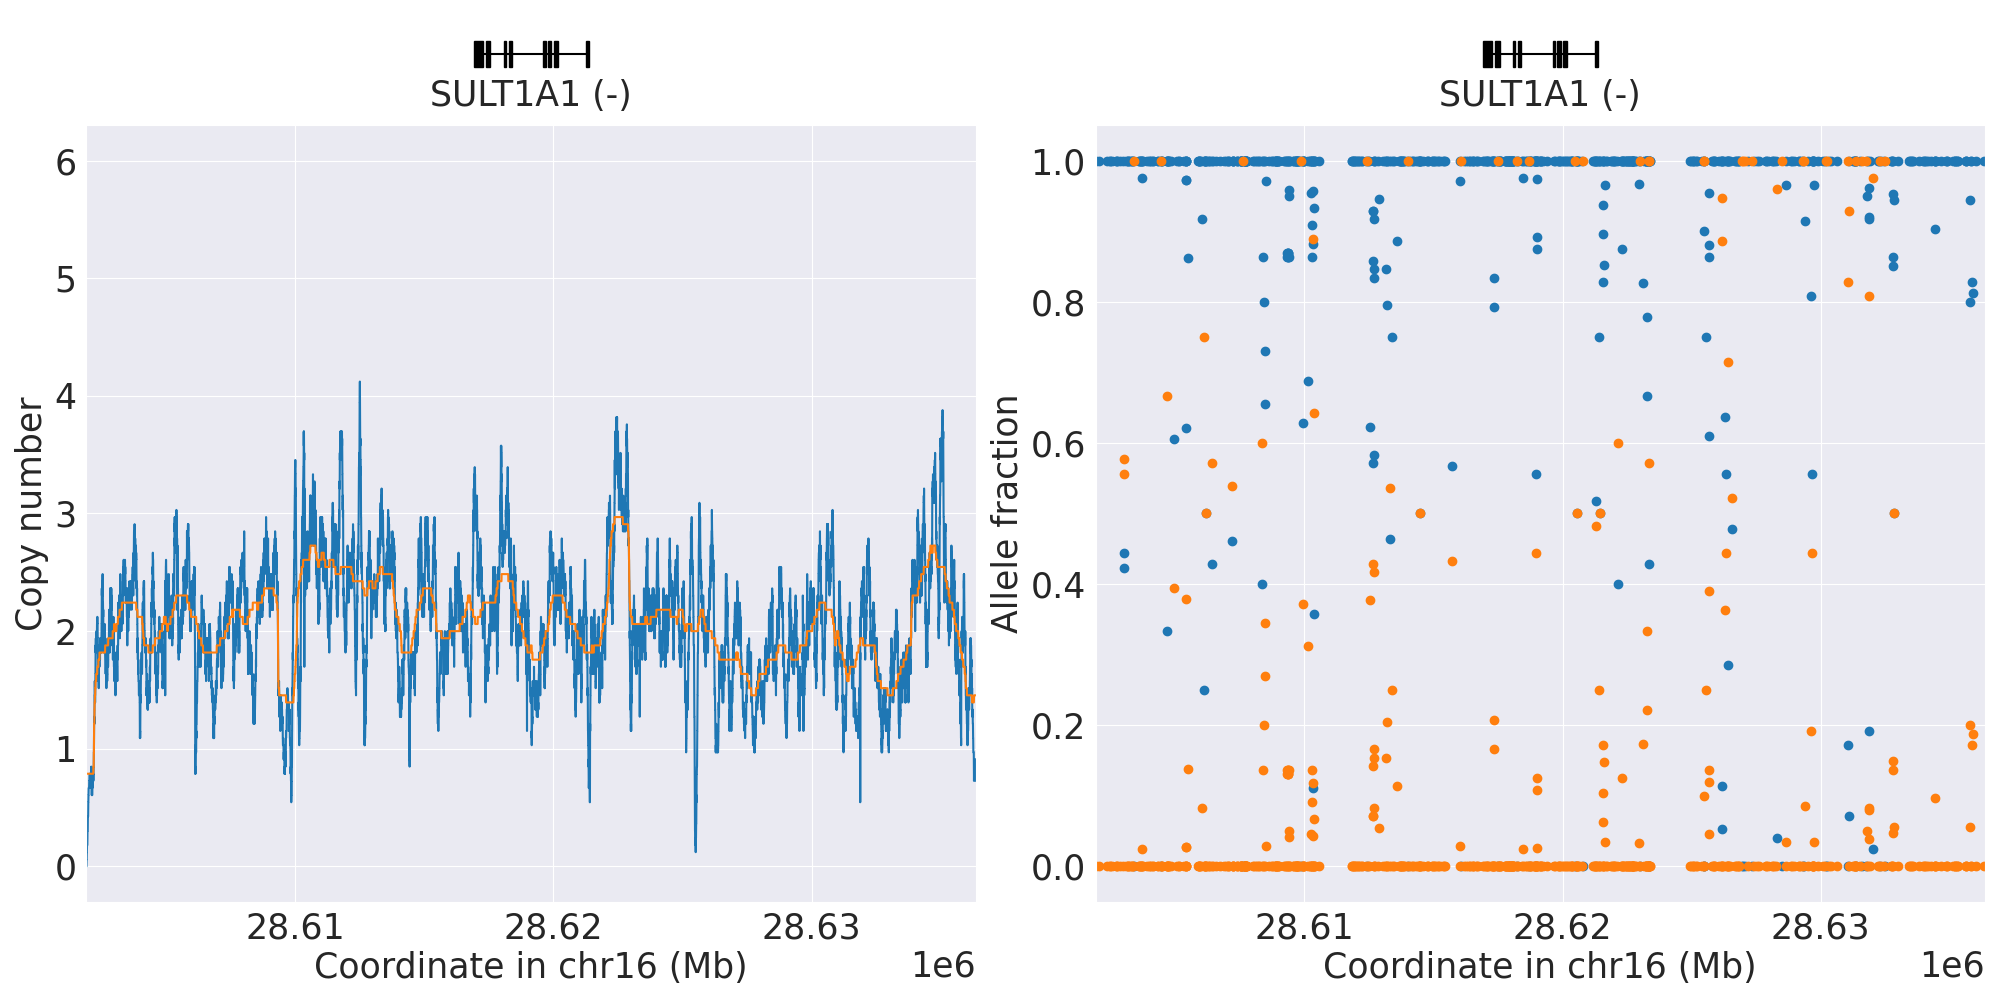 SULT1A1 (-)
6
5
4
3
2
1
0
Copy number
28.61
28.62
28.63
Coordinate in chr16 (Mb)
1e6
SULT1A1 (-)
1.0
0.8
0.6
0.4
0.2
0.0
Allele fraction
28.61
28.62
28.63
Coordinate in chr16 (Mb)
1e6